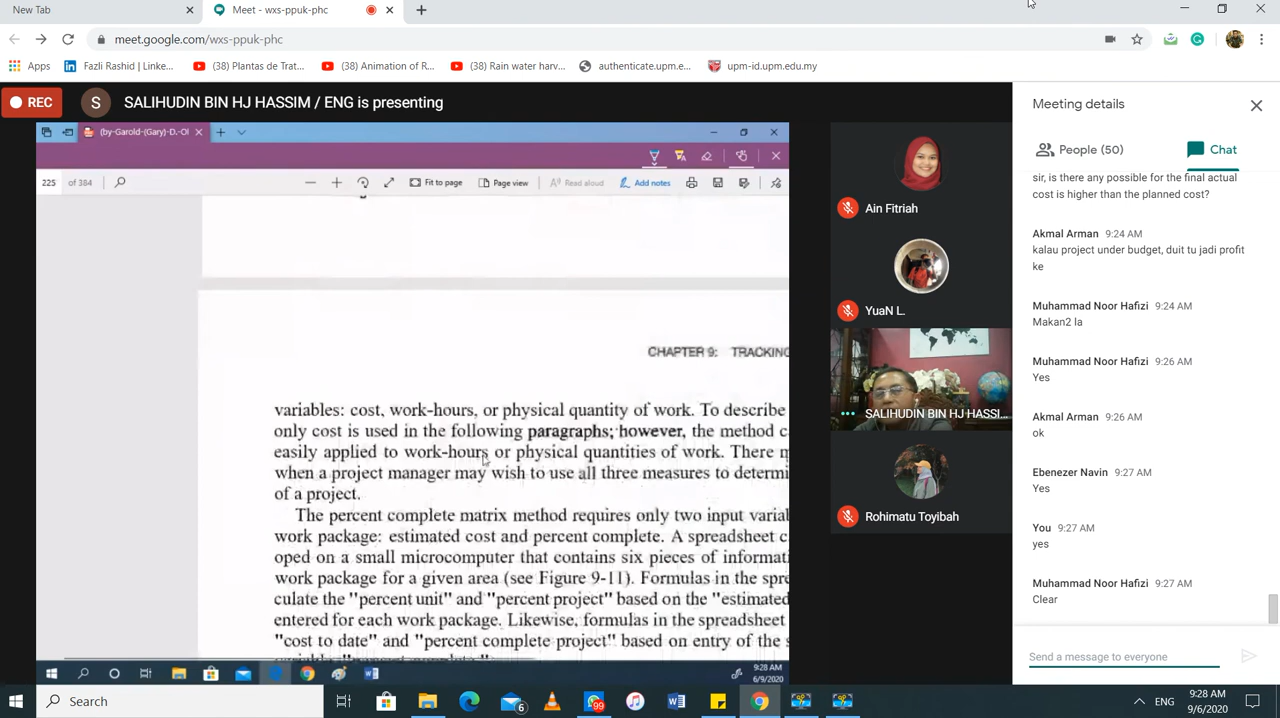 New Tab
Meet - wxs-ppuk-phc
meet.google.com/wxs-ppuk-phc
Apps
Fazli Rashid | Linke...
(38) Plantas de Trat...
(38) Animation of R...
(38) Rain water harv...
authenticate.upm.e...
upm-id.upm.edu.my
REC
S
SALIHUDIN BIN HJ HASSIM / ENG is presenting
(by-Garold-(Gary)-D.-Ol
225 of 384
Fit to page
Page view
Read aloud
Add notes
CHAPTER 9: TRACKING
variables: cost, work-hours, or physical quantity of work. To describe
only cost is used in the following paragraphs; however, the method c
easily applied to work-hours or physical quantities of work. There m
when a project manager may wish to use all three measures to determi
of a project.
The percent complete matrix method requires only two input variab
work package: estimated cost and percent complete. A spreadsheet c
oped on a small microcomputer that contains six pieces of informati
work package for a given area (see Figure 9-11). Formulas in the spre
culate the "percent unit" and "percent project" based on the "estimated
entered for each work package. Likewise, formulas in the spreadsheet
"cost to date" and "percent complete project" based on entry of the s
9:28 AM
6/9/2020
Ain Fitriah
YuaN L.
SALIHUDIN BIN HJ HASSI...
Rohimatu Toyibah
Meeting details
People (50)
Chat
sir, is there any possible for the final actual
cost is higher than the planned cost?
Akmal Arman 9:24 AM
kalau project under budget, duit tu jadi profit
ke
Muhammad Noor Hafizi 9:24 AM
Makan2 la
Muhammad Noor Hafizi 9:26 AM
Yes
Akmal Arman 9:26 AM
ok
Ebenezer Navin 9:27 AM
Yes
You 9:27 AM
yes
Muhammad Noor Hafizi 9:27 AM
Clear
Send a message to everyone
Search
6
99
ENG
9:28 AM
9/6/2020